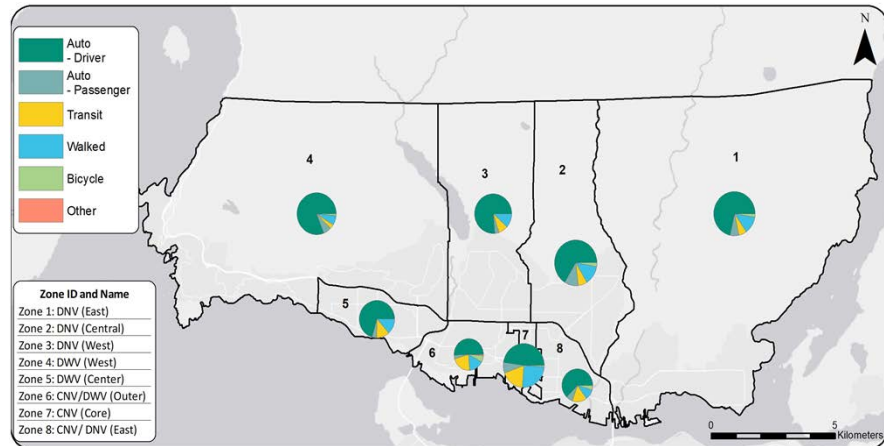 Auto
- Driver
Auto
- Passenger
Transit
Walked
Bicycle
Other
N
4
3
2
1
5
6
7
8
Zone ID and Name
Zone 1: DNV (East)
Zone 2: DNV (Central)
Zone 3: DNV (West)
Zone 4: DWV (West)
Zone 5: DWV (Center)
Zone 6: CNV/DWV (Outer)
Zone 7: CNV (Core)
Zone 8: CNV/ DNV (East)
0 5
Kilometers